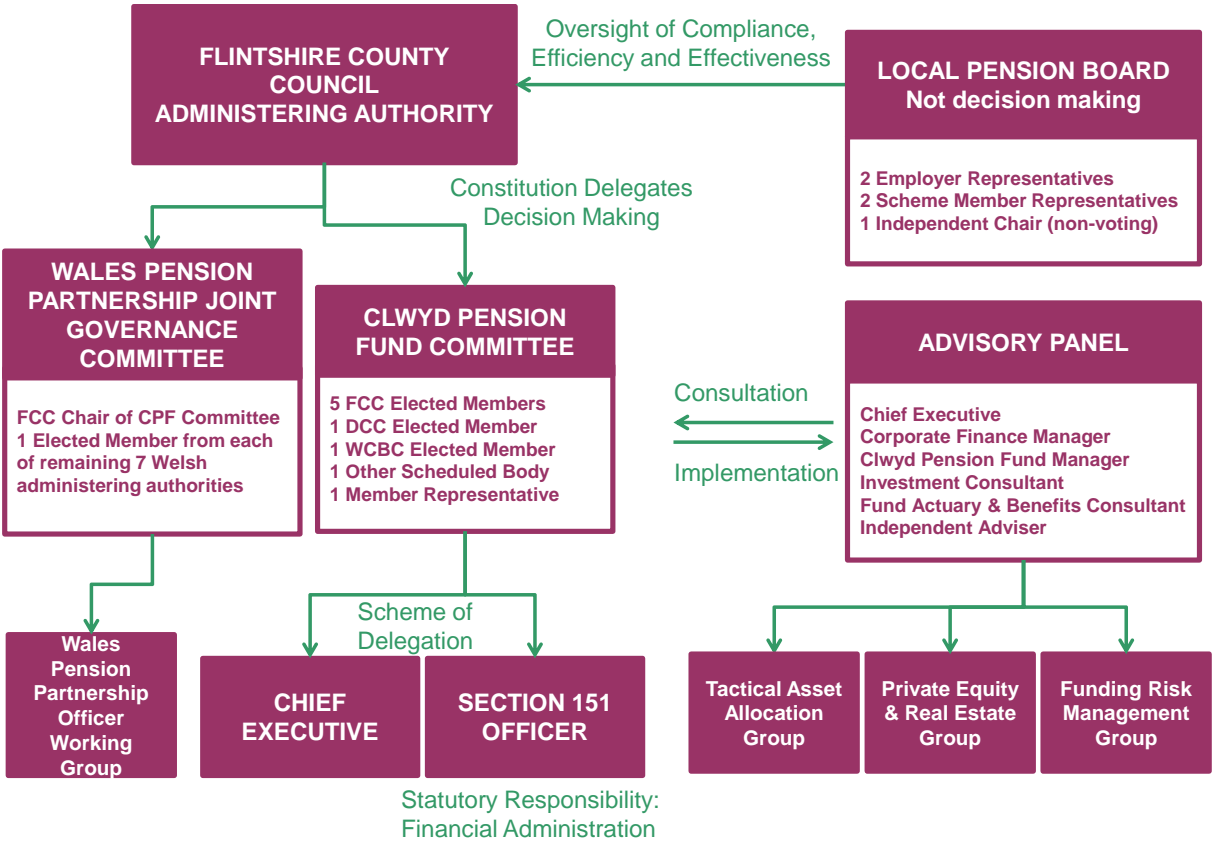 FLINTSHIRE COUNTY
COUNCIL
ADMINISTERING AUTHORITY
Oversight of Compliance,
Efficiency and Effectiveness
LOCAL PENSION BOARD
Not decision making
2 Employer Representatives
2 Scheme Member Representatives
1 Independent Chair (non-voting)
Constitution Delegates
Decision Making
WALES PENSION
PARTNERSHIP JOINT
GOVERNANCE
COMMITTEE
FCC Chair of CPF Committee
1 Elected Member from each
of remaining 7 Welsh
administering authorities
CLWYD PENSION
FUND COMMITTEE
5 FCC Elected Members
1 DCC Elected Member
1 WCBC Elected Member
1 Other Scheduled Body
1 Member Representative
Consultation
Implementation
ADVISORY PANEL
Chief Executive
Corporate Finance Manager
Clwyd Pension Fund Manager
Investment Consultant
Fund Actuary & Benefits Consultant
Independent Adviser
Wales
Pension
Partnership
Officer
Working
Group
Scheme of
Delegation
CHIEF
EXECUTIVE
SECTION 151
OFFICER
Tactical Asset
Allocation
Group
Private Equity
& Real Estate
Group
Funding Risk
Management
Group
Statutory Responsibility:
Financial Administration